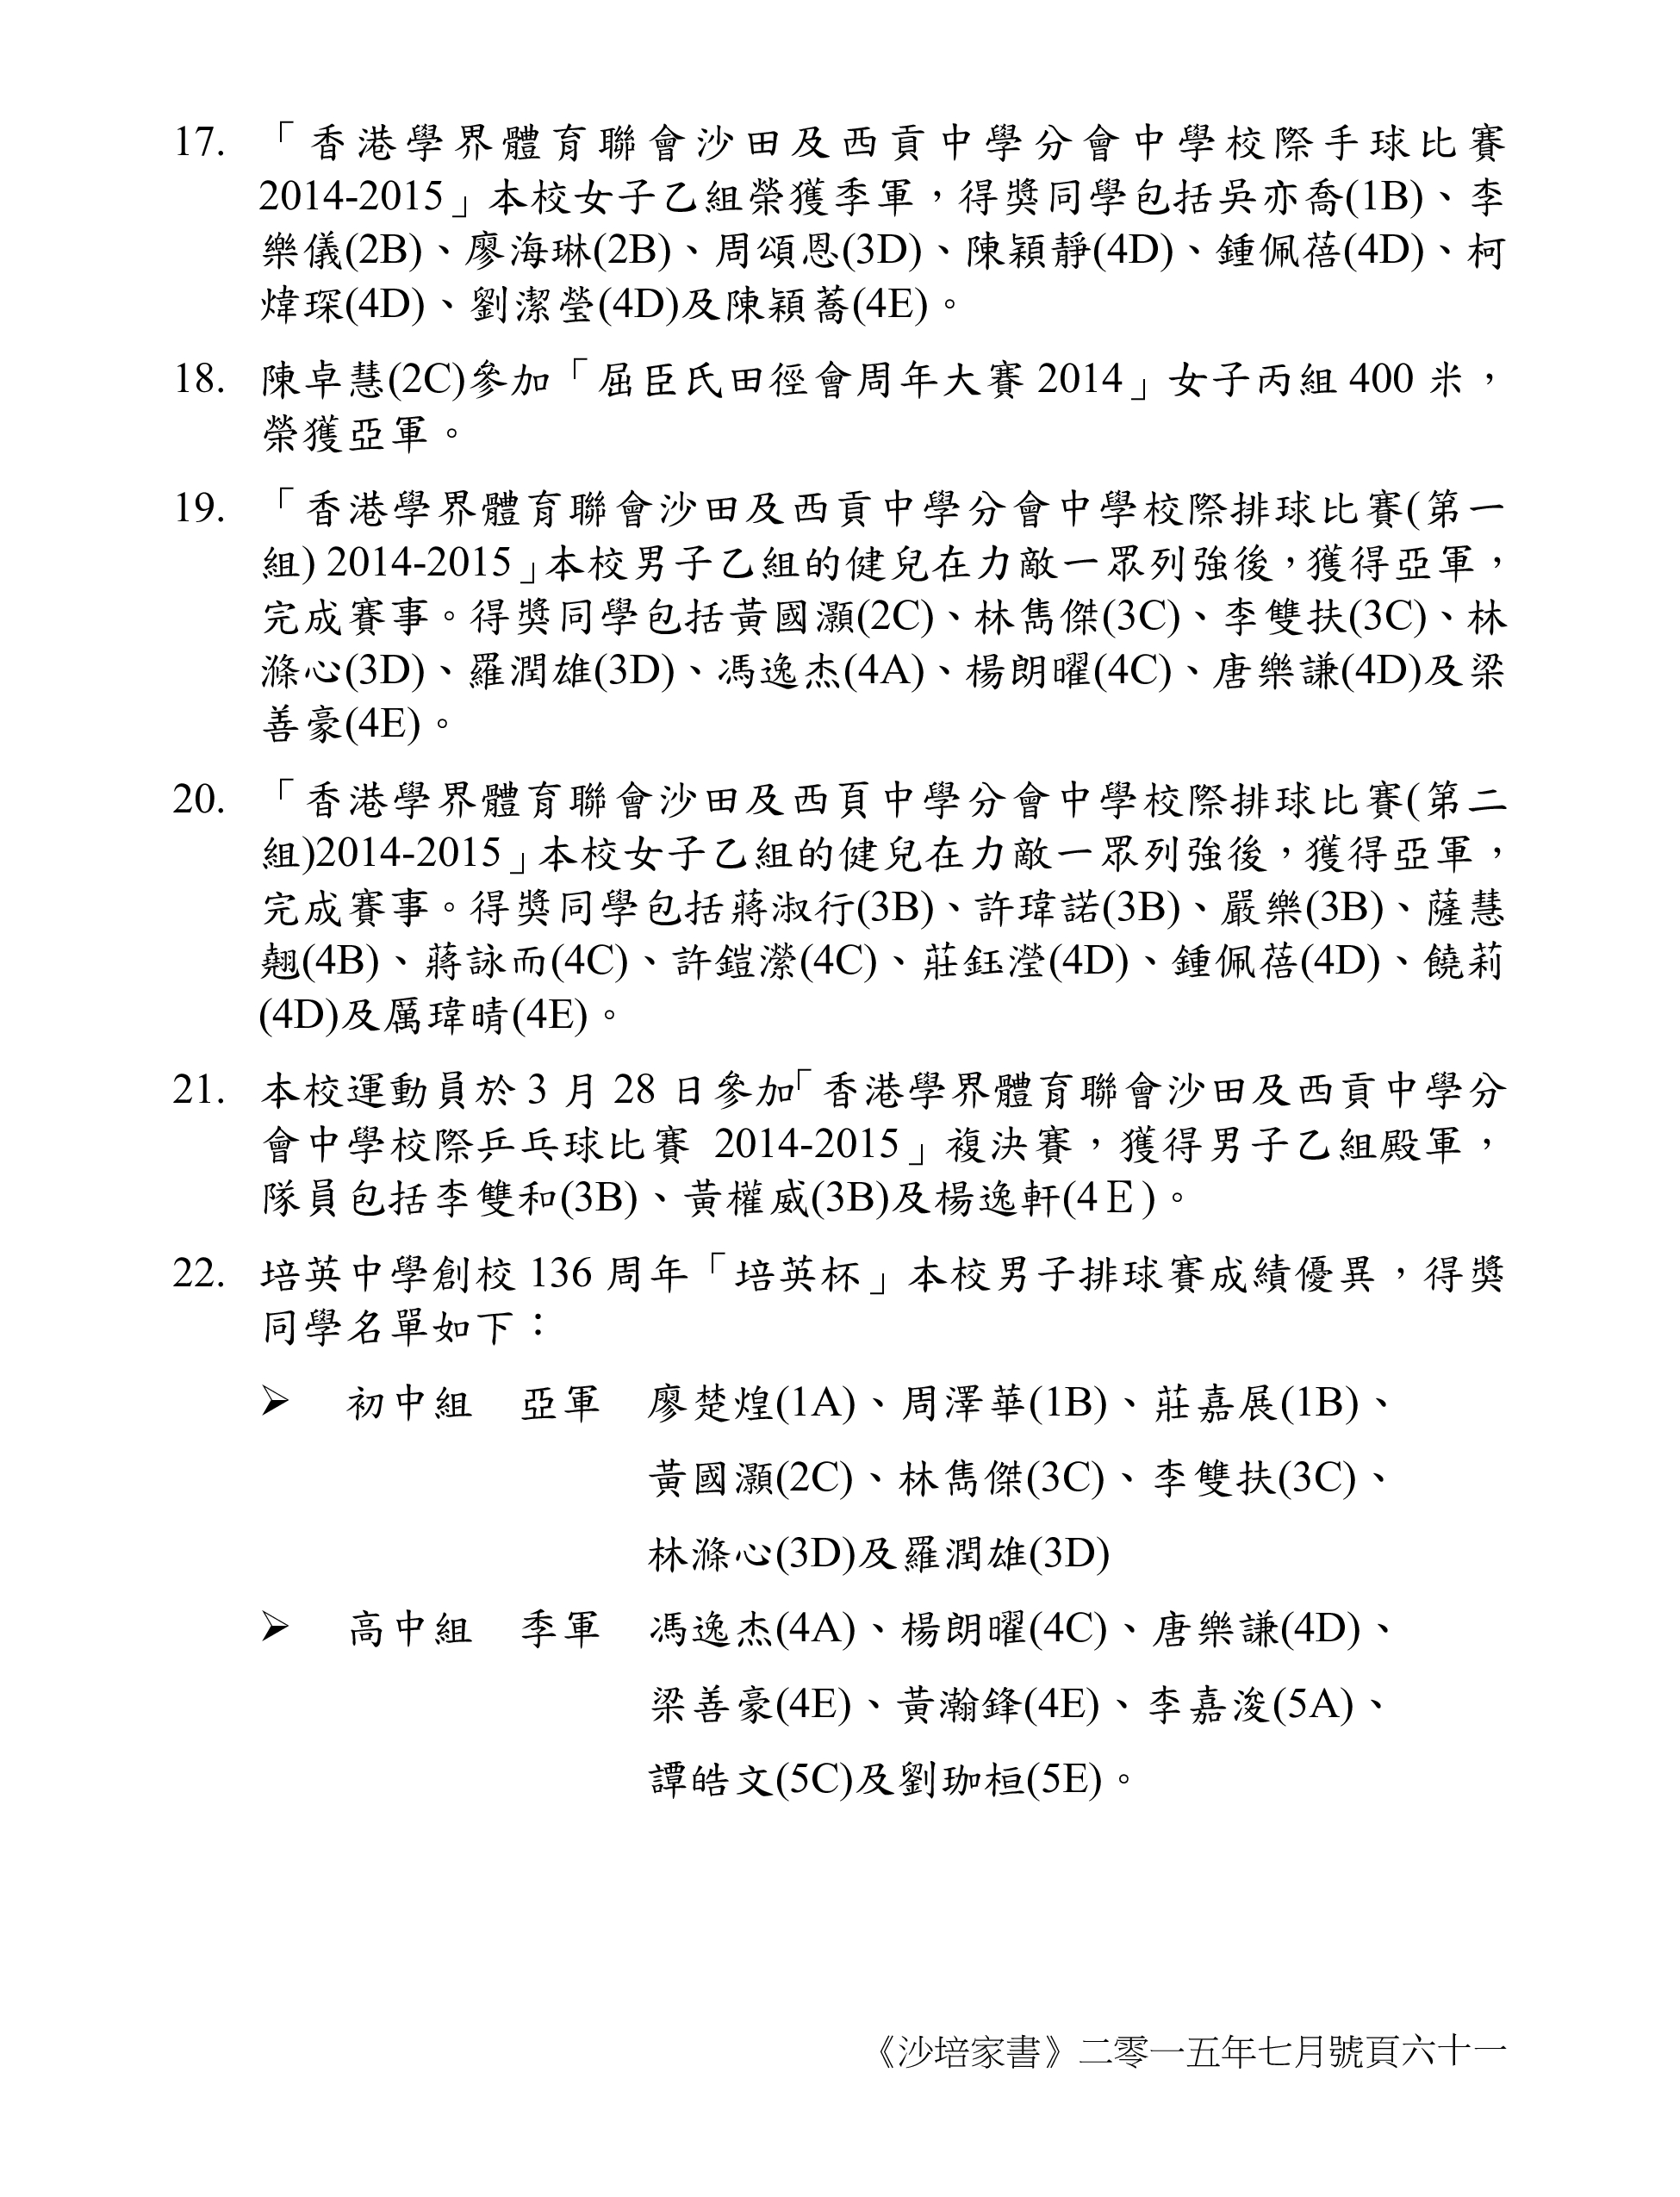 17. 「香港學界體育聯會沙田及西貢中學分會中學校際手球比賽
2014-2015」本校女子乙組榮獲季軍，得獎同學包括吳亦喬(1B)、李
樂儀(2B)、廖海琳(2B)、周頌恩(3D)、陳穎靜(4D)、鍾佩蓓(4D)、柯
煒琛(4D)、劉潔瑩(4D)及陳穎蕎(4E)。
18. 陳卓慧(2C)參加「屈臣氏田徑會周年大賽 2014」女子丙組 400 米，
榮獲亞軍。
19. 「香港學界體育聯會沙田及西貢中學分會中學校際排球比賽(第一
組) 2014-2015」本校男子乙組的健兒在力敵一眾列強後，獲得亞軍，
完成賽事。得獎同學包括黃國灝(2C)、林雋傑(3C)、李雙扶(3C)、林
滌心(3D)、羅潤雄(3D)、馮逸杰(4A)、楊朗曜(4C)、唐樂謙(4D)及梁
善豪(4E)。
20. 「香港學界體育聯會沙田及西頁中學分會中學校際排球比賽(第二
組)2014-2015」本校女子乙組的健兒在力敵一眾列強後，獲得亞軍，
完成賽事。得獎同學包括蔣淑行(3B)、許瑋諾(3B)、嚴樂(3B)、薩慧
翹(4B)、蔣詠而(4C)、許鎧瀠(4C)、莊鈺瀅(4D)、鍾佩蓓(4D)、饒莉
(4D)及厲瑋晴(4E)。
21. 本校運動員於 3 月 28 日參加「香港學界體育聯會沙田及西貢中學分
會中學校際乒乓球比賽 2014-2015」複決賽，獲得男子乙組殿軍，
隊員包括李雙和(3B)、黃權威(3B)及楊逸軒(4Ｅ)。
22. 培英中學創校 136 周年「培英杯」本校男子排球賽成績優異，得獎
同學名單如下：
➢ 初中組 亞軍 廖楚煌(1A)、周澤華(1B)、莊嘉展(1B)、
黃國灝(2C)、林雋傑(3C)、李雙扶(3C)、
林滌心(3D)及羅潤雄(3D)
➢ 高中組 季軍 馮逸杰(4A)、楊朗曜(4C)、唐樂謙(4D)、
梁善豪(4E)、黃瀚鋒(4E)、李嘉浚(5A)、
譚皓文(5C)及劉珈桓(5E)。
《沙培家書》二零一五年七月號頁六十一